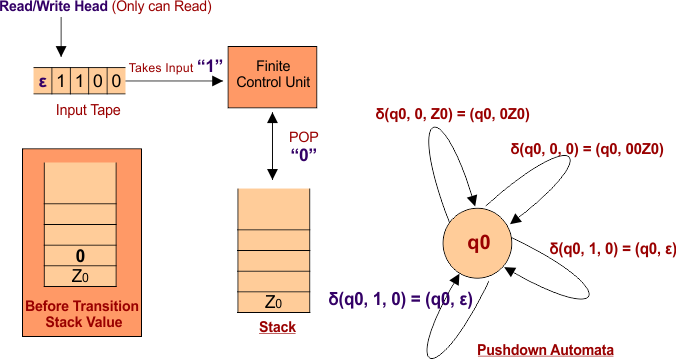 Read/Write Head (Only can Read)
ε 1 1 0 0
Takes Input “1”
Input Tape
Finite
Control Unit
POP
“0”
0
Z0
Before Transition
Stack Value
Z0
Stack
δ(q0, 0, Z0) = (q0, 0Z0)
δ(q0, 0, 0) = (q0, 00Z0)
q0
δ(q0, 1, 0) = (q0, ε)
δ(q0, 1, 0) = (q0, ε)
Pushdown Automata